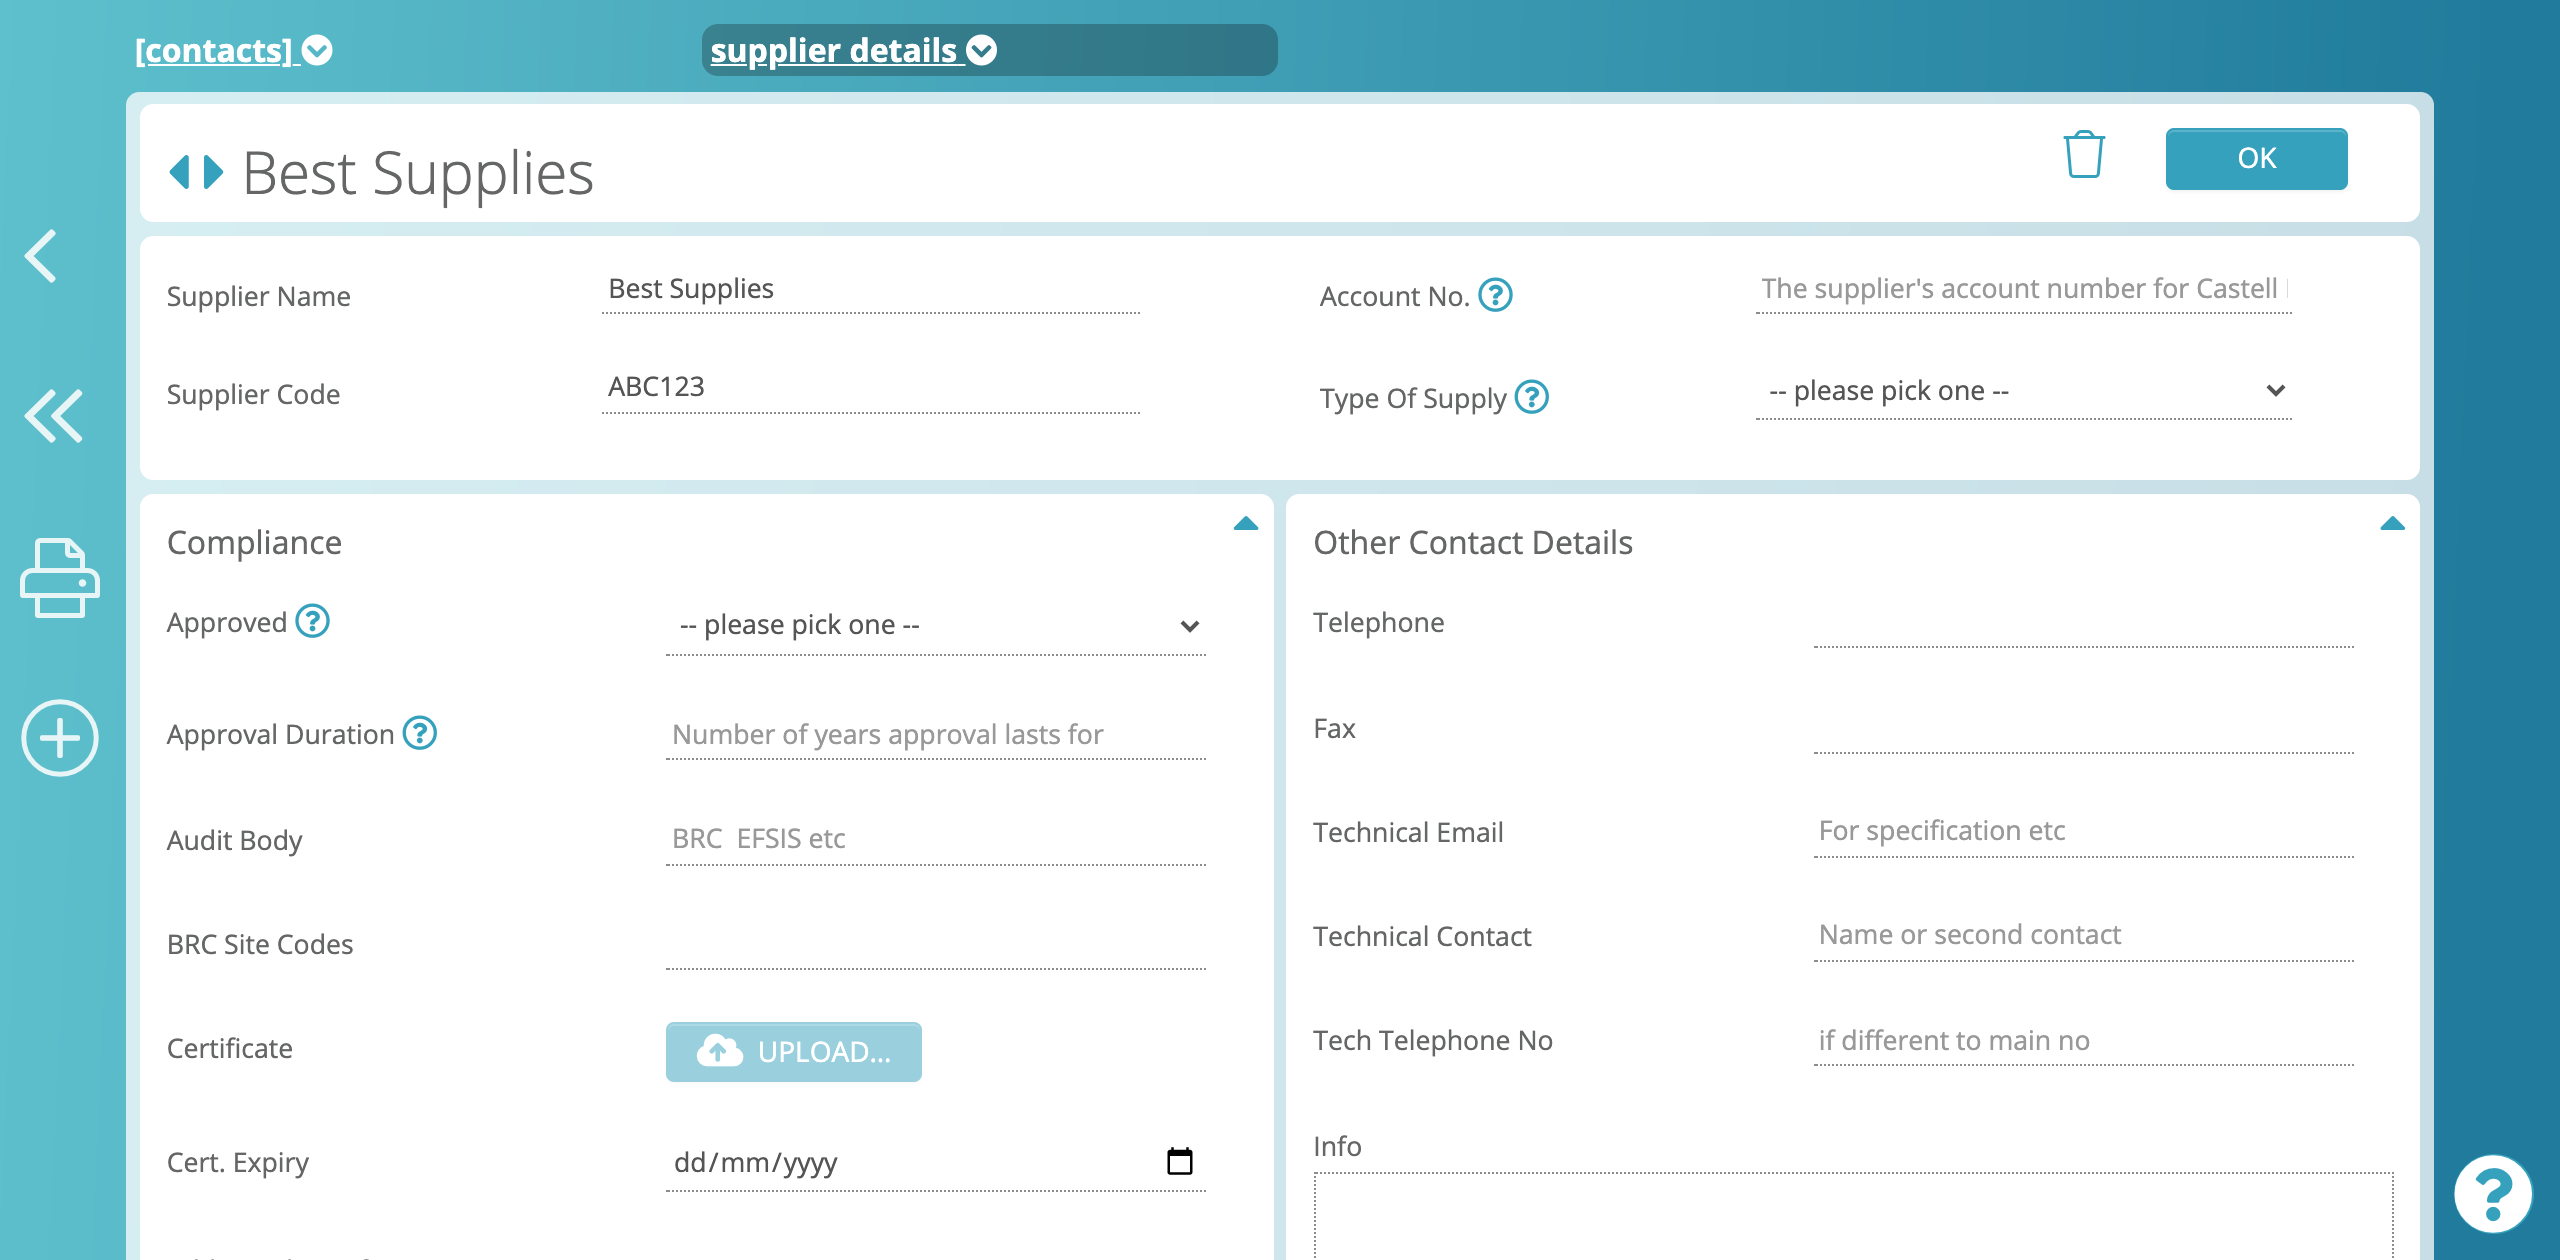 [contacts]
supplier details
Best Supplies
OK
Supplier Name
Best Supplies
Account No. ?
The supplier's account number for Castell
Supplier Code
ABC123
Type Of Supply ?
-- please pick one --
Compliance
Approved ?
-- please pick one --
Approval Duration ?
Number of years approval lasts for
Audit Body
BRC  EFSIS etc
BRC Site Codes
Certificate
UPLOAD...
Cert. Expiry
dd/mm/yyyy
Other Contact Details
Telephone
Fax
Technical Email
For specification etc
Technical Contact
Name or second contact
Tech Telephone No
if different to main no
Info
?